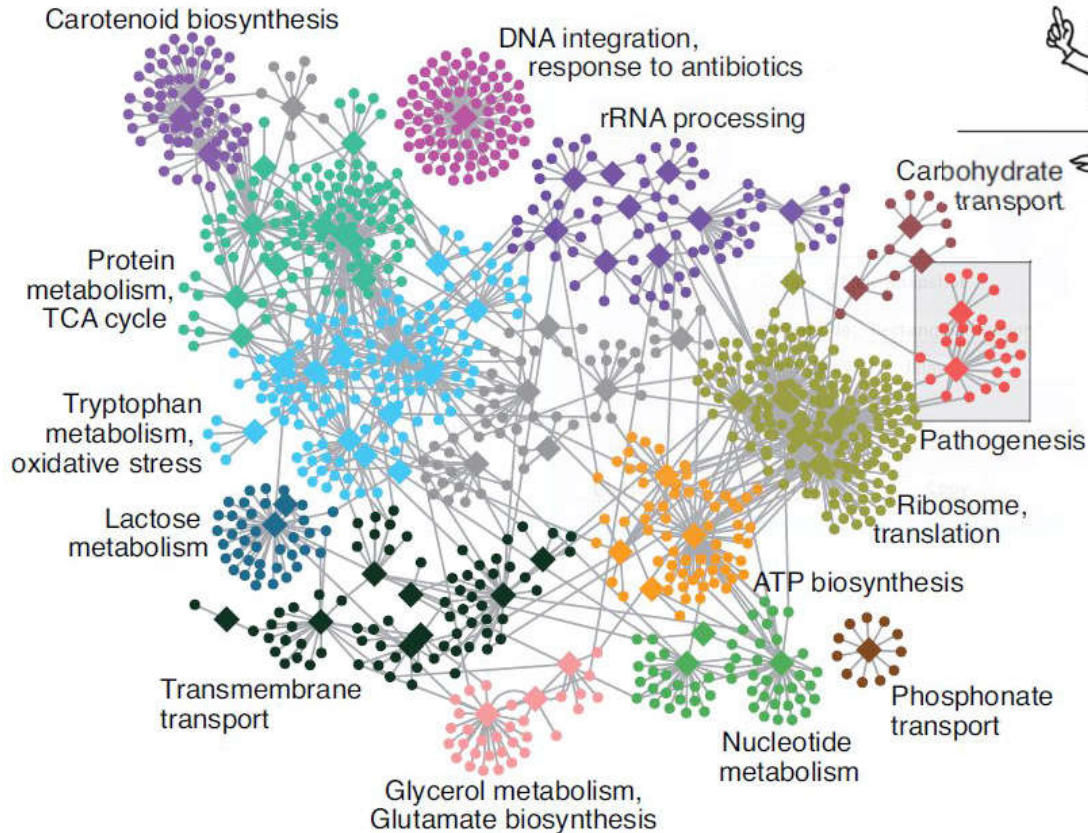 Carotenoid biosynthesis
DNA integration,
response to antibiotics
rRNA processing
Carbohydrate
transport
Protein
metabolism,
TCA cycle
Tryptophan
metabolism,
oxidative stress
Pathogenesis
Ribosome,
translation
Lactose
metabolism
ATP biosynthesis
Transmembrane
transport
Phosphonate
transport
Nucleotide
metabolism
Glycerol metabolism,
Glutamate biosynthesis